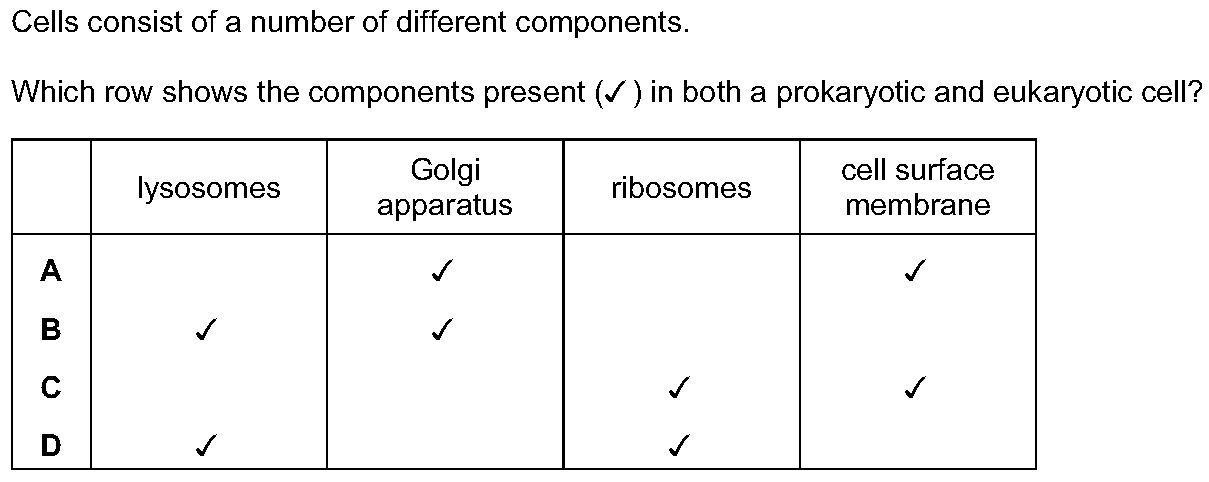 Cells consist of a number of different components.
Which row shows the components present (✓) in both a prokaryotic and eukaryotic cell?
lysosomes Golgi apparatus ribosomes cell surface membrane
A ✓ ✓
B ✓ ✓
C ✓ ✓
D ✓ ✓